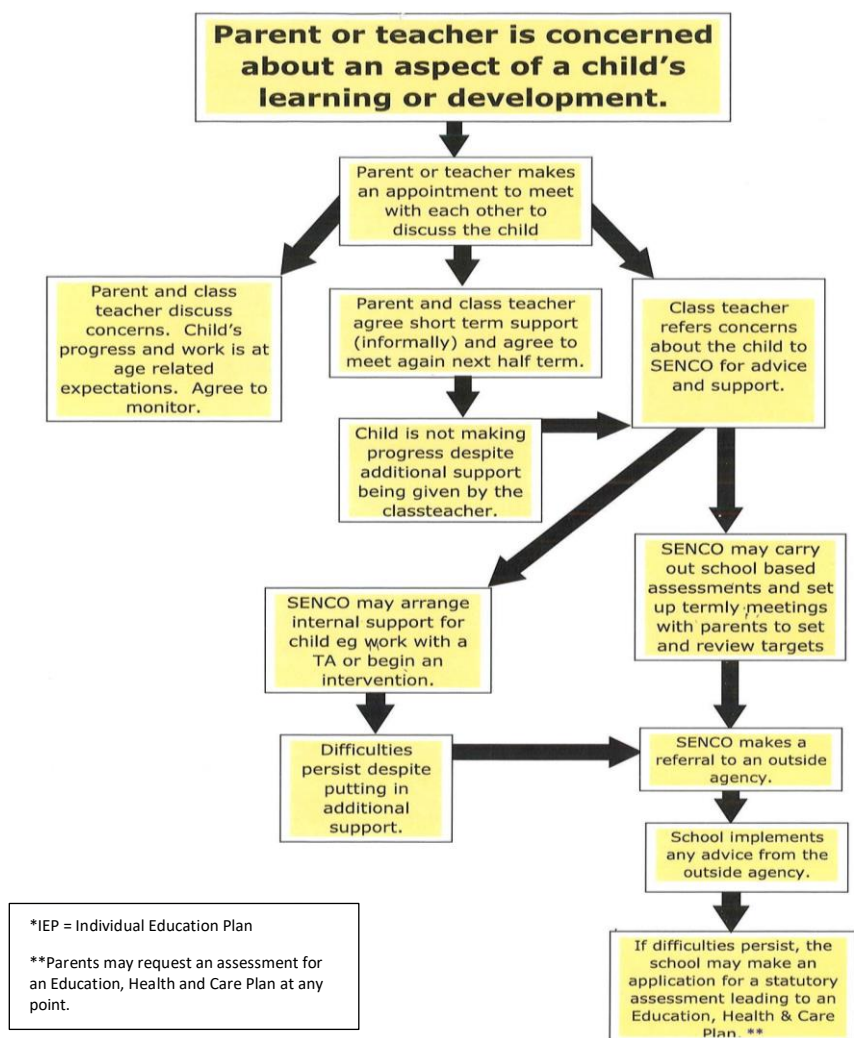 Parent or teacher is concerned
about an aspect of a child's
learning or development.
Parent or teacher makes
an appointment to meet
with each other to
discuss the child
Parent and class
teacher discuss
concerns. Child's
progress and work is at
age related
expectations. Agree to
monitor.
Parent and class teacher
agree short term support
(informally) and agree to
meet again next half term.
Class teacher
refers concerns
about the child to
SENCO for advice
and support.
Child is not making
progress despite
additional support
being given by the
classteacher.
SENCO may arrange
internal support for
child eg work with a
TA or begin an
intervention.
SENCO may carry
out school based
assessments and set
up termly meetings
with parents to set
and review targets
Difficulties
persist despite
putting in
additional
support.
SENCO makes a
referral to an outside
agency.
School implements
any advice from the
outside agency.
If difficulties persist, the
school may make an
application for a statutory
assessment leading to an
Education, Health & Care
Plan. **
*IEP = Individual Education Plan
**Parents may request an assessment for
an Education, Health and Care Plan at any
point.